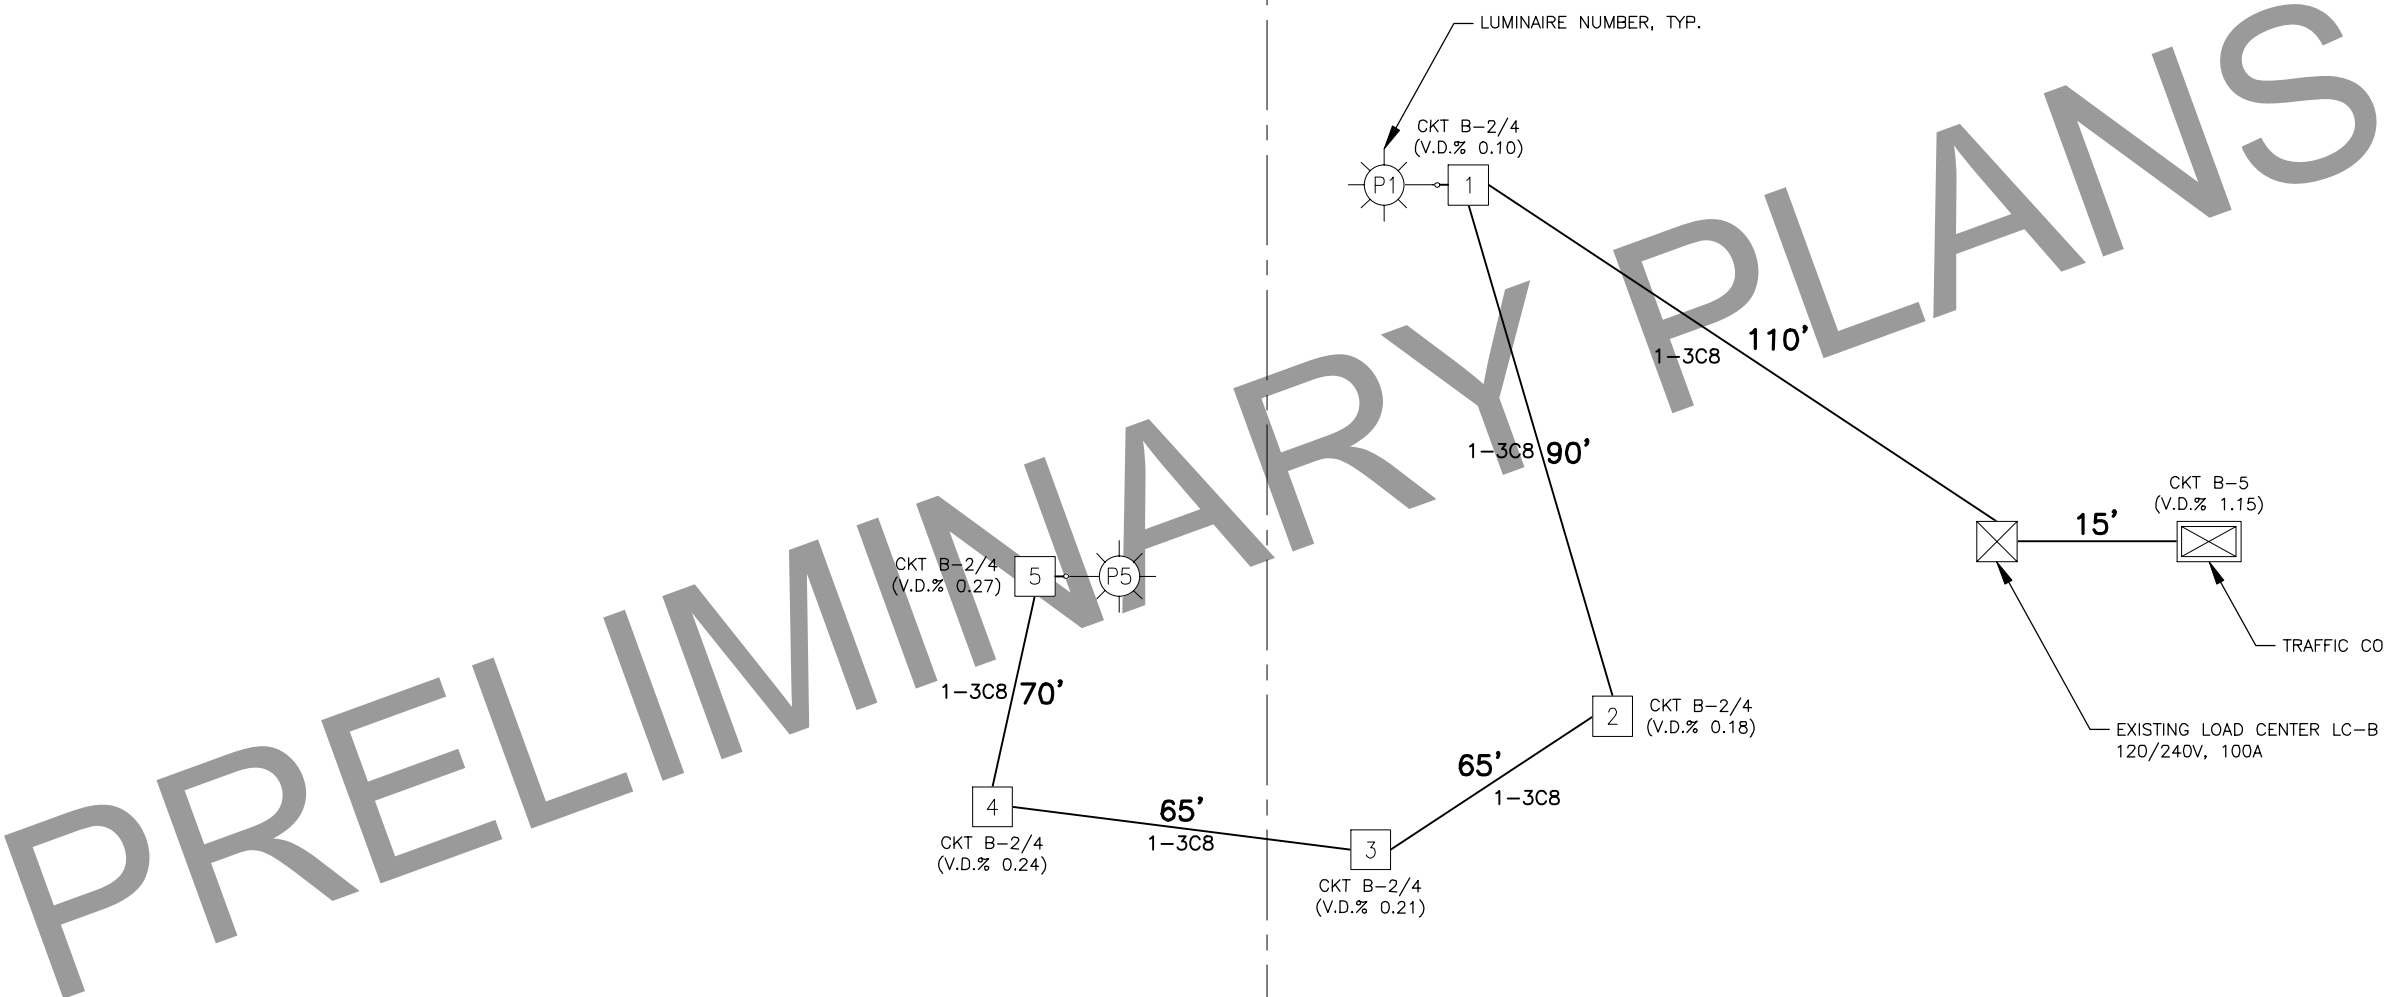 LUMINAIRE NUMBER, TYP.
CKT B-2/4
(V.D.% 0.10)
P1
1
110'
1-3C8
1-3C8
90'
CKT B-5
(V.D.% 1.15)
15'
TRAFFIC CO
CKT B-2/4
(V.D.% 0.27)
5
P5
1-3C8
70'
2
CKT B-2/4
(V.D.% 0.18)
EXISTING LOAD CENTER LC-B
120/240V, 100A
65'
1-3C8
4
CKT B-2/4
(V.D.% 0.24)
65'
1-3C8
3
CKT B-2/4
(V.D.% 0.21)
PRELIMINARY PLANS